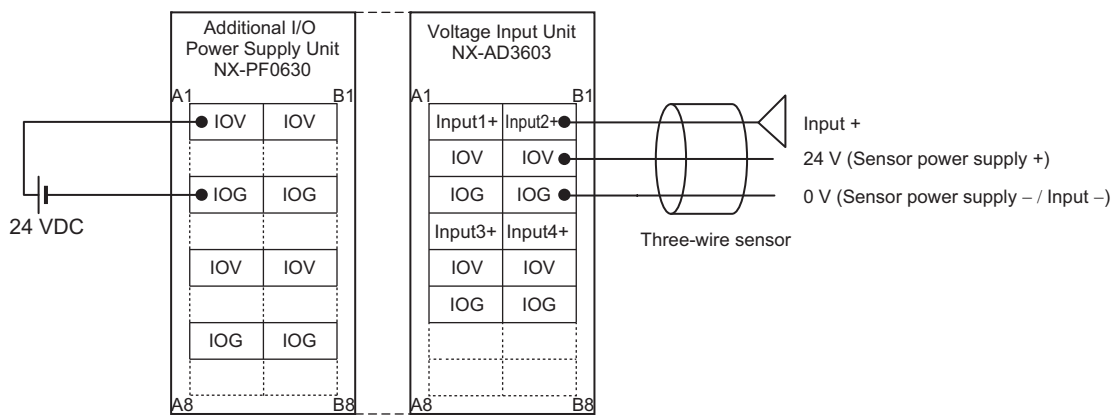 Additional I/O
Power Supply Unit
NX-PF0630
A1 B1
IOV IOV
IOG IOG
IOV IOV
IOG IOG
A8 B8
24 VDC
Voltage Input Unit
NX-AD3603
A1 B1
Input1+ Input2+
IOV IOV
IOG IOG
Input3+ Input4+
IOV IOV
IOG IOG
A8 B8
Input +
24 V (Sensor power supply +)
0 V (Sensor power supply – / Input –)
Three-wire sensor